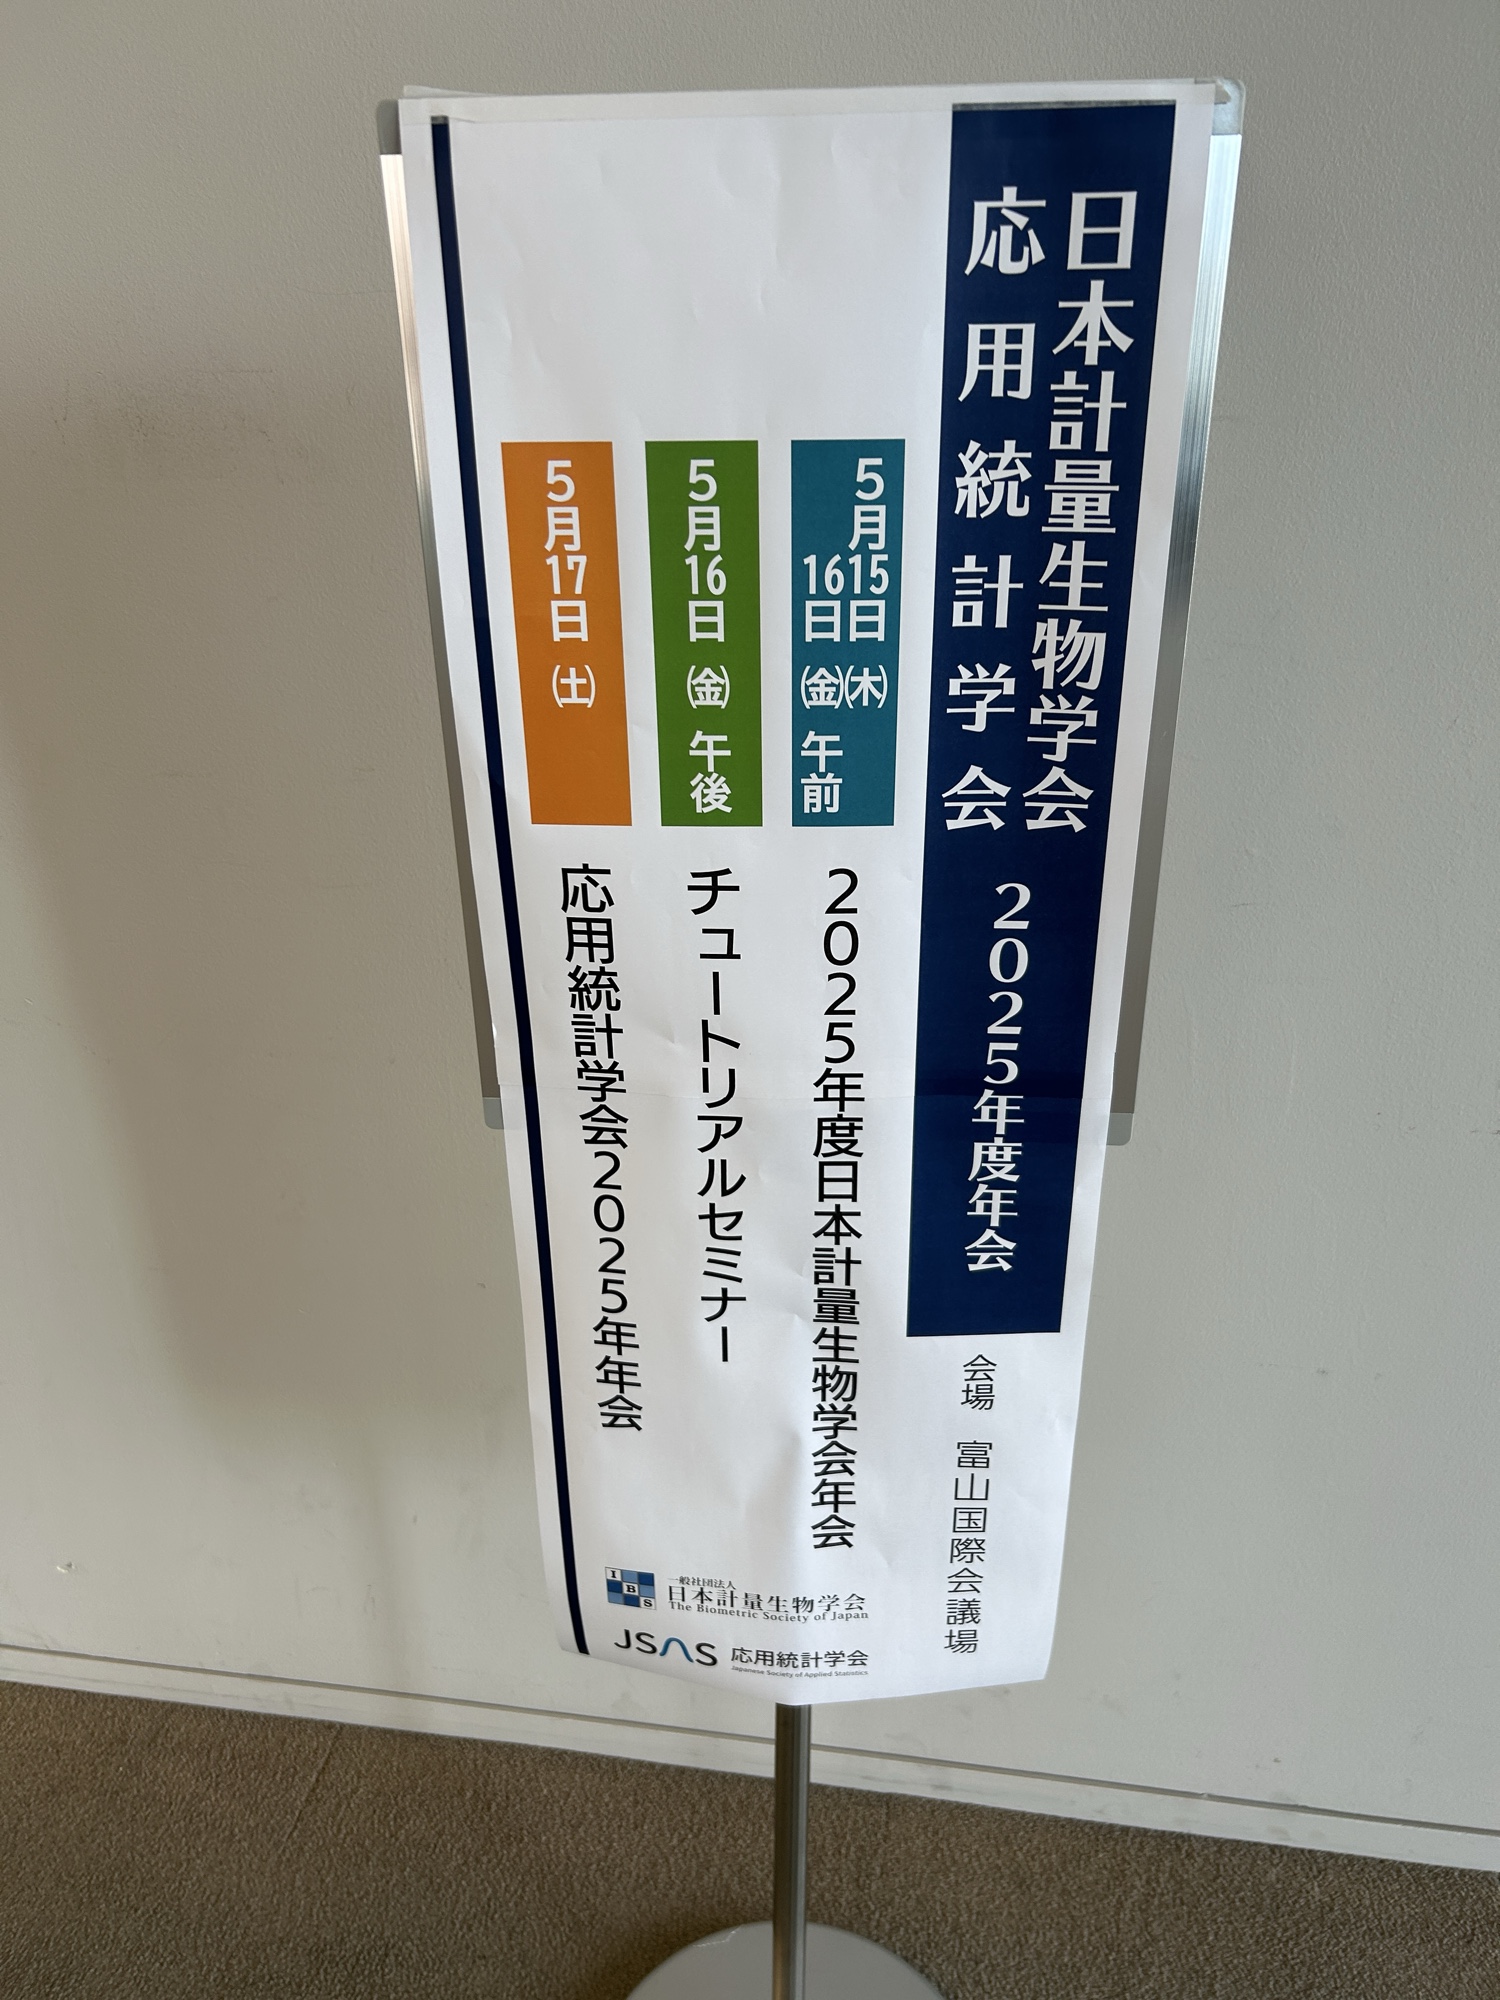 日本計量生物学会
応用統計学会
2025年度年会
会場　富山国際会議場
5月15日(木)
16日(金)午前
2025年度日本計量生物学会年会
5月16日(金)午後
チュートリアルセミナー
5月17日(土)
応用統計学会2025年年会
IBS
一般社団法人
日本計量生物学会
The Biometric Society of Japan
JSAS 応用統計学会
Japanese Society of Applied Statistics